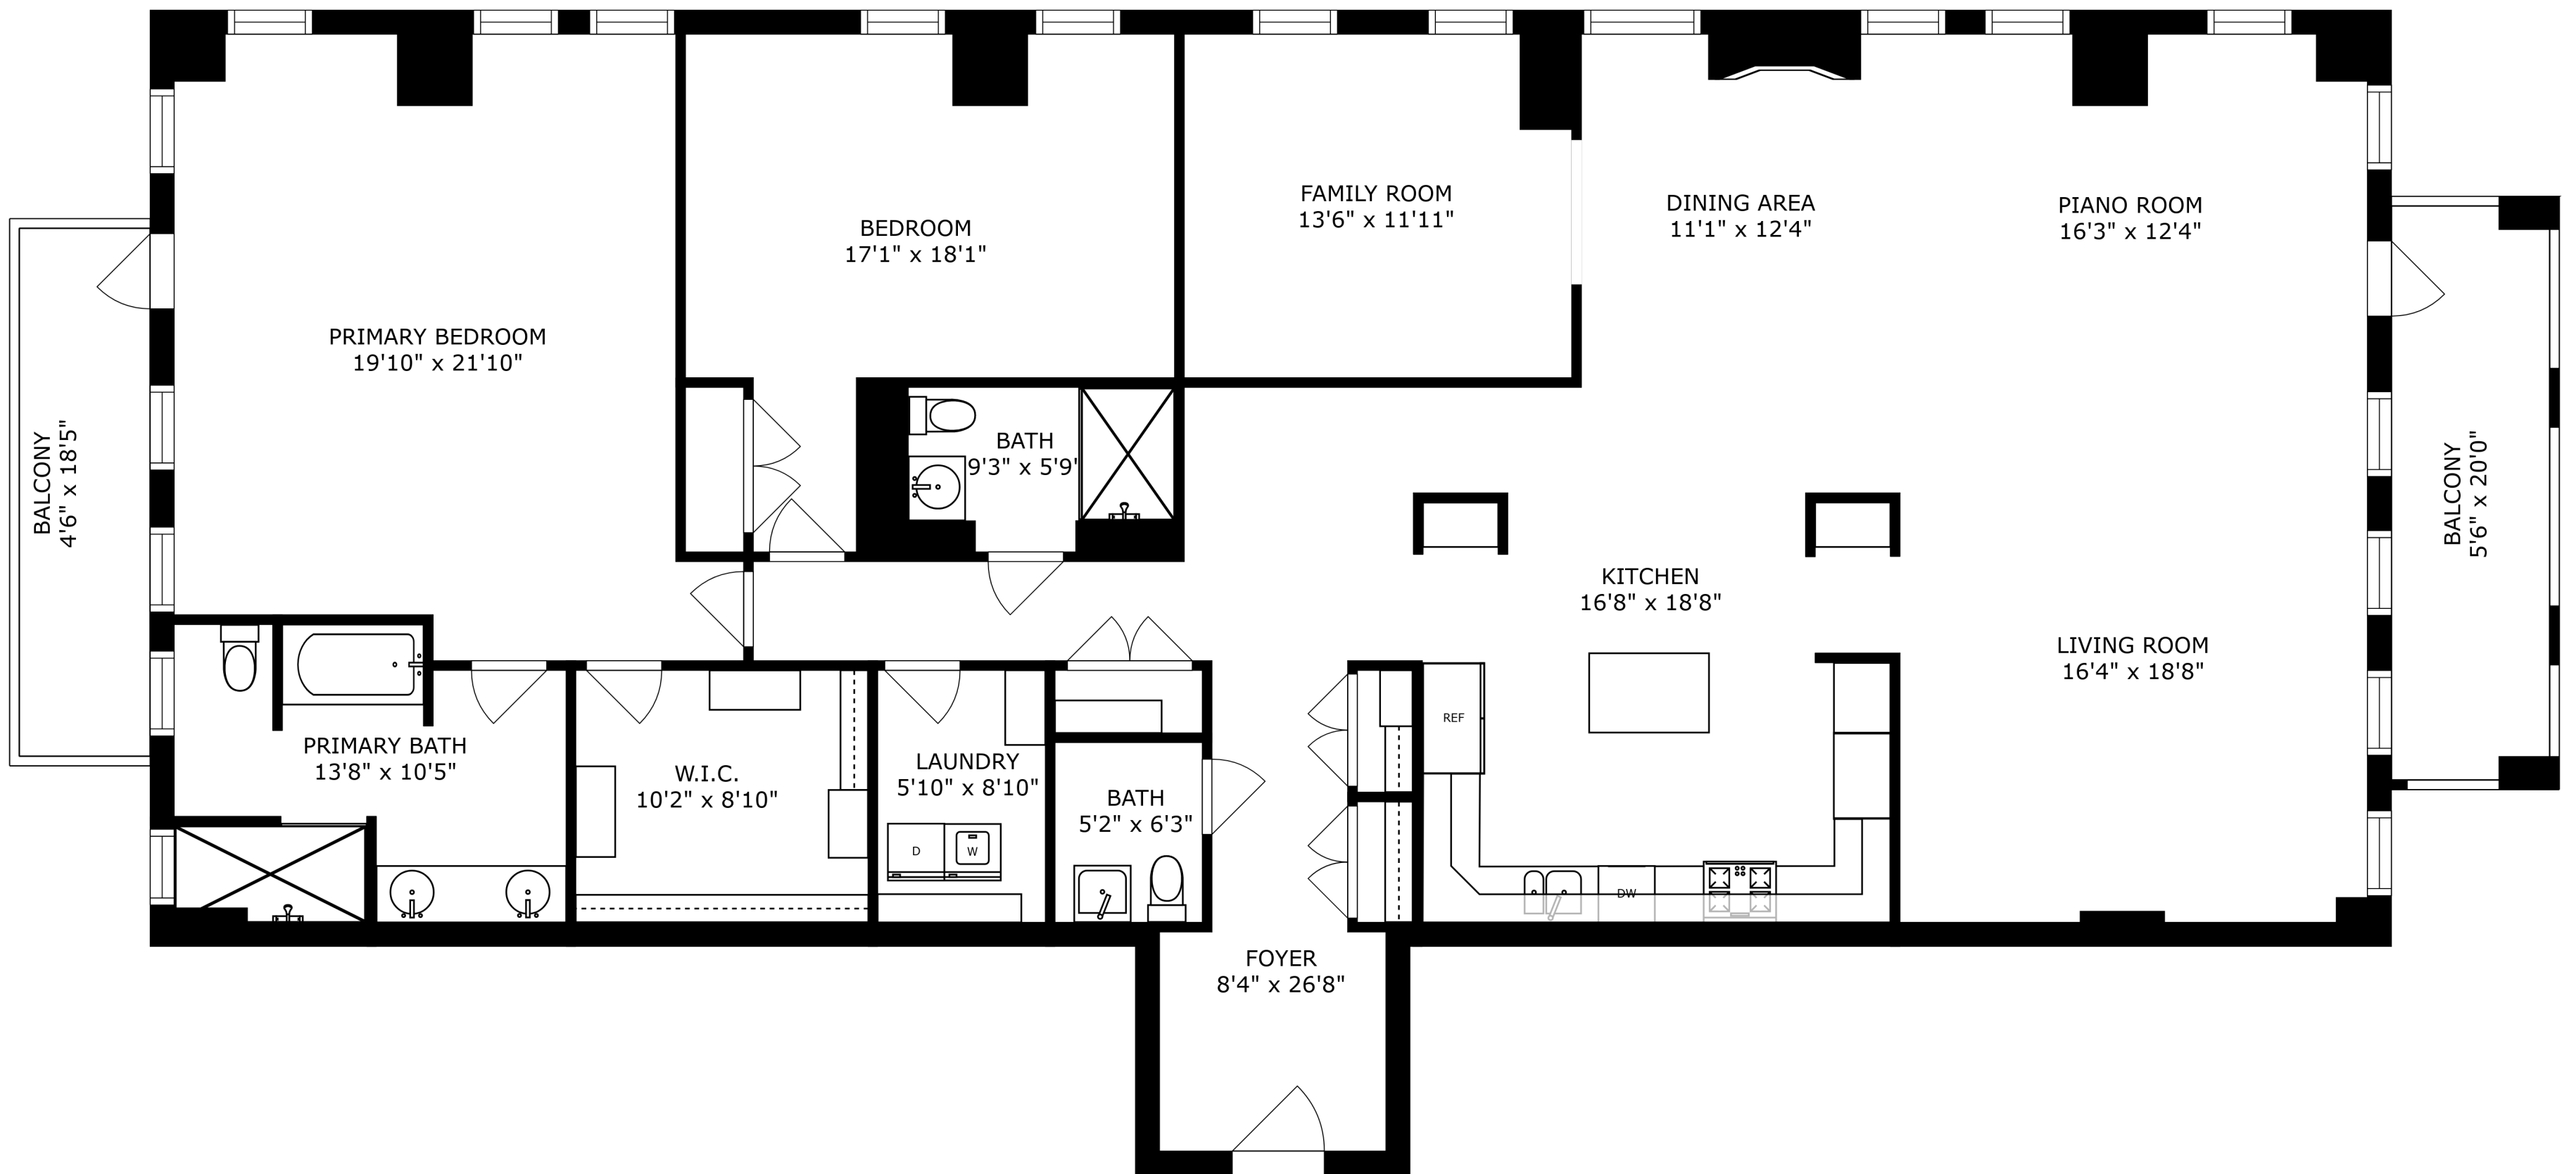 FAMILY ROOM
13'6" x 11'11"
DINING AREA
11'1" x 12'4"
PIANO ROOM
16'3" x 12'4"
BEDROOM
17'1" x 18'1"
PRIMARY BEDROOM
19'10" x 21'10"
BALCONY
4'6" x 18'5"
BATH
9'3" x 5'9'
BALCONY
5'6" x 20'0"
KITCHEN
16'8" x 18'8"
LIVING ROOM
16'4" x 18'8"
REF
PRIMARY BATH
13'8" x 10'5"
W.I.C.
10'2" x 8'10"
LAUNDRY
5'10" x 8'10"
BATH
5'2" x 6'3"
D
W
DW
FOYER
8'4" x 26'8"